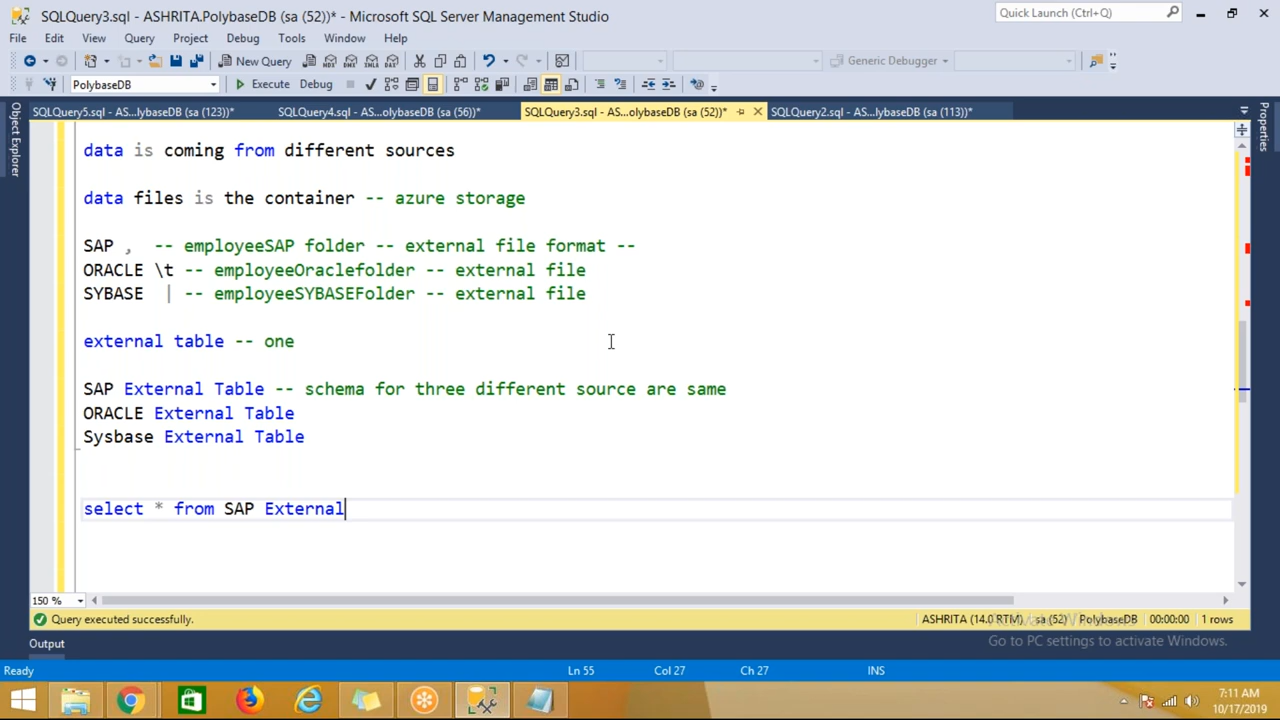 SQLQuery3.sql - ASHRITA.PolybaseDB (sa (52))* - Microsoft SQL Server Management Studio
Quick Launch (Ctrl+Q)
File Edit View Query Project Debug Tools Window Help
New Query
Generic Debugger
PolybaseDB
Execute Debug
SQLQuery5.sql - AS...lybaseDB (sa (123))*
SQLQuery4.sql - AS...olybaseDB (sa (56))*
SQLQuery3.sql - AS...olybaseDB (sa (52))*
SQLQuery2.sql - AS...lybaseDB (sa (113))*
Object Explorer
Properties
data is coming from different sources
data files is the container -- azure storage
SAP , -- employeeSAP folder -- external file format --
ORACLE \t -- employeeOraclefolder -- external file
SYBASE | -- employeeSYBASEFolder -- external file
external table -- one
SAP External Table -- schema for three different source are same
ORACLE External Table
Sysbase External Table
select * from SAP External
150 %
Query executed successfully.
ASHRITA (14.0 RTM) sa (52) PolybaseDB 00:00:00 1 rows
Activate Windows
Go to PC settings to activate Windows.
Output
Ready
Ln 55
Col 27
Ch 27
INS
7:11 AM
10/17/2019